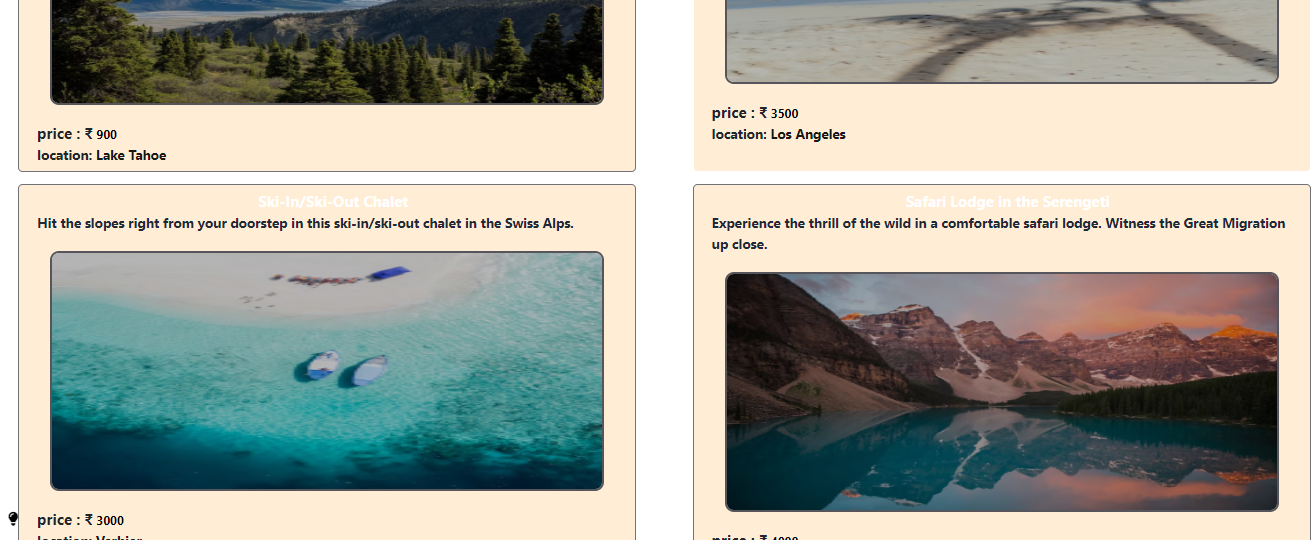 price : ₹ 900
location: Lake Tahoe
price : ₹ 3500
location: Los Angeles
Ski-In/Ski-Out Chalet
Hit the slopes right from your doorstep in this ski-in/ski-out chalet in the Swiss Alps.
price : ₹ 3000
location: Verbier
Safari Lodge in the Serengeti
Experience the thrill of the wild in a comfortable safari lodge. Witness the Great Migration
up close.
price : ₹ 4000